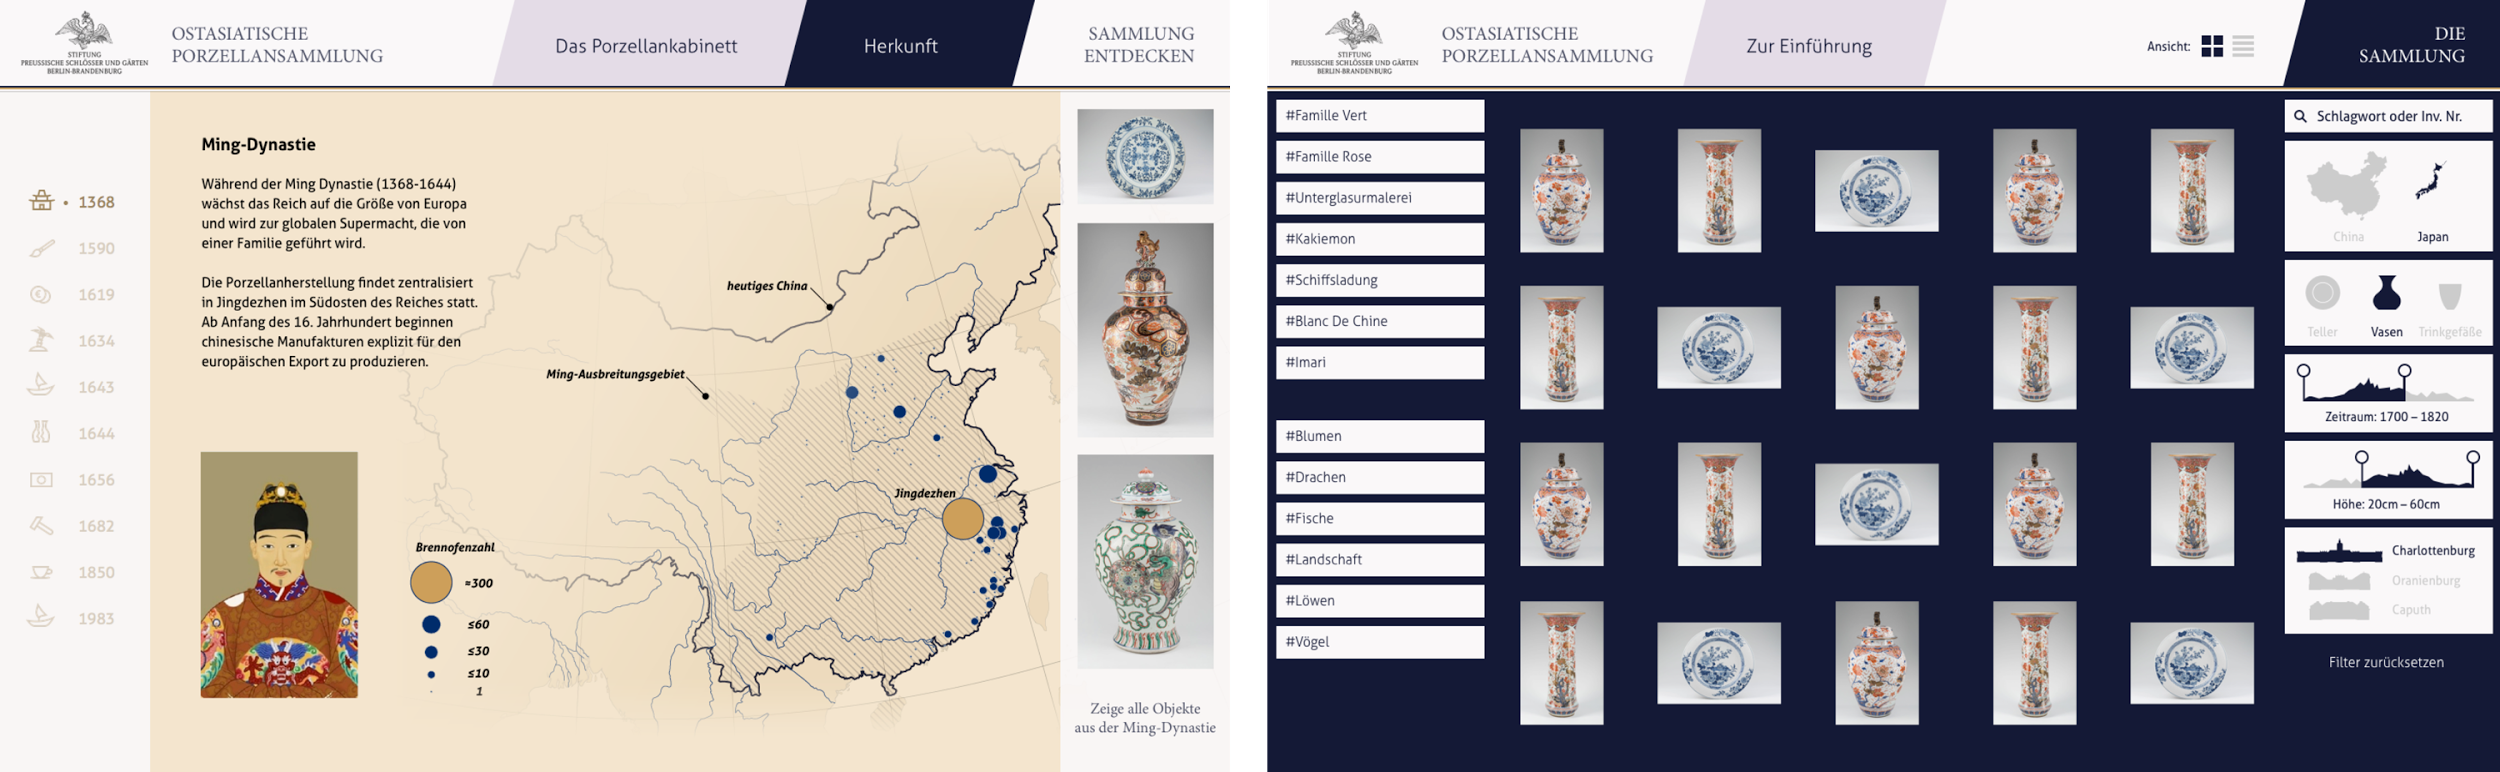 STIFTUNG
PREUSSISCHE SCHLÖSSER UND GÄRTEN
BERLIN-BRANDENBURG
OSTASIATISCHE
PORZELLANSAMMLUNG
Das Porzellankabinett
Herkunft
SAMMLUNG
ENTDECKEN
1368
1590
1619
1634
1643
1644
1656
1682
1850
1983
Ming-Dynastie
Während der Ming Dynastie (1368-1644)
wächst das Reich auf die Größe von Europa
und wird zur globalen Supermacht, die von
einer Familie geführt wird.
Die Porzellanherstellung findet zentralisiert
in Jingdezhen im Südosten des Reiches statt.
Ab Anfang des 16. Jahrhundert beginnen
chinesische Manufakturen explizit für den
europäischen Export zu produzieren.
heutiges China
Ming-Ausbreitungsgebiet
Jingdezhen
Brennofenzahl
≈300
≤60
≤30
≤10
1
Zeige alle Objekte
aus der Ming-Dynastie
STIFTUNG
PREUSSISCHE SCHLÖSSER UND GÄRTEN
BERLIN-BRANDENBURG
OSTASIATISCHE
PORZELLANSAMMLUNG
Zur Einführung
Ansicht:
DIE
SAMMLUNG
#Famille Vert
#Famille Rose
#Unterglasurmalerei
#Kakiemon
#Schiffsladung
#Blanc De Chine
#Imari
#Blumen
#Drachen
#Fische
#Landschaft
#Löwen
#Vögel
Schlagwort oder Inv. Nr.
China Japan
Teller Vasen Trinkgefäße
Zeitraum: 1700 – 1820
Höhe: 20cm – 60cm
Charlottenburg
Oranienburg
Caputh
Filter zurücksetzen